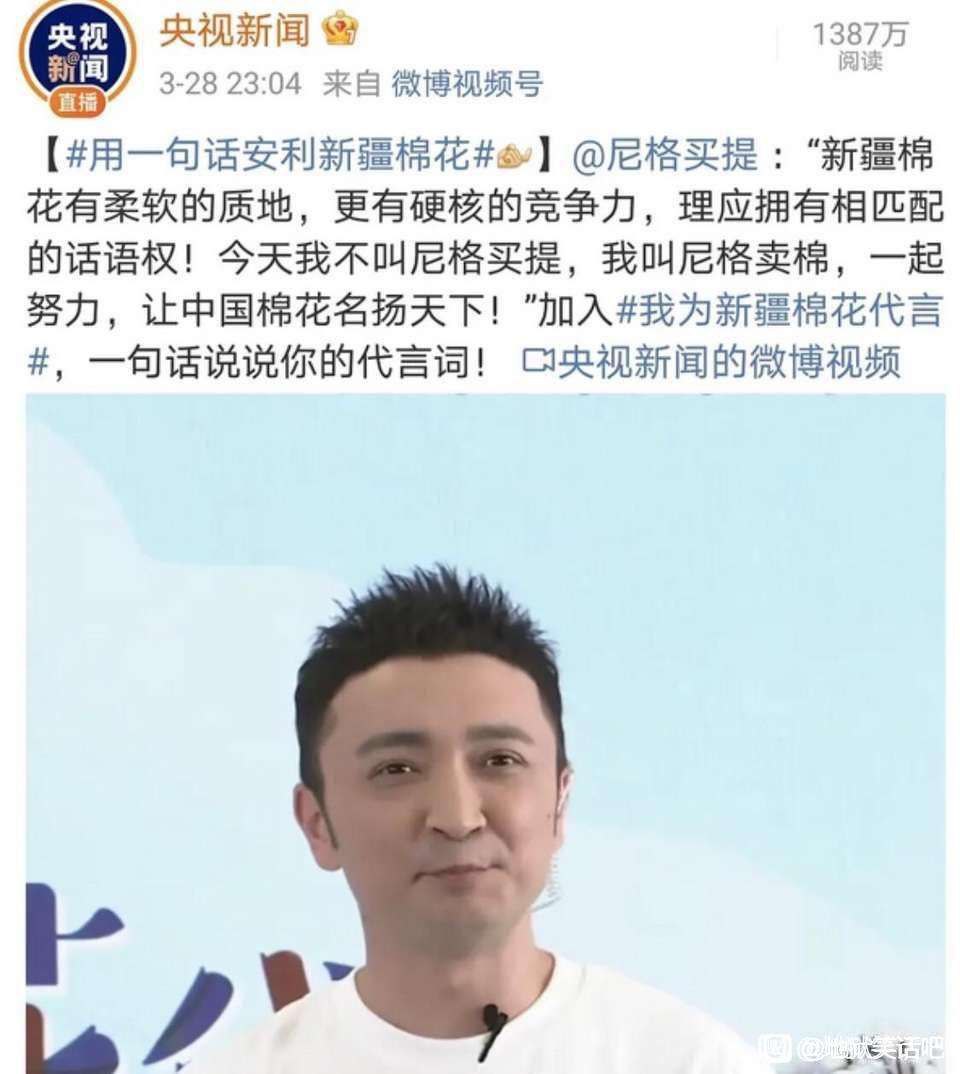 央视新闻
直播
央视新闻
1387万
阅读
3-28 23:04 来自 微博视频号
【#用一句话安利新疆棉花#】@尼格买提：“新疆棉
花有柔软的质地，更有硬核的竞争力，理应拥有相匹配
的话语权！今天我不叫尼格买提，我叫尼格卖棉，一起
努力，让中国棉花名扬天下！”加入#我为新疆棉花代言
#，一句话说说你的代言词！ 央视新闻的微博视频
@地狱笑话吧